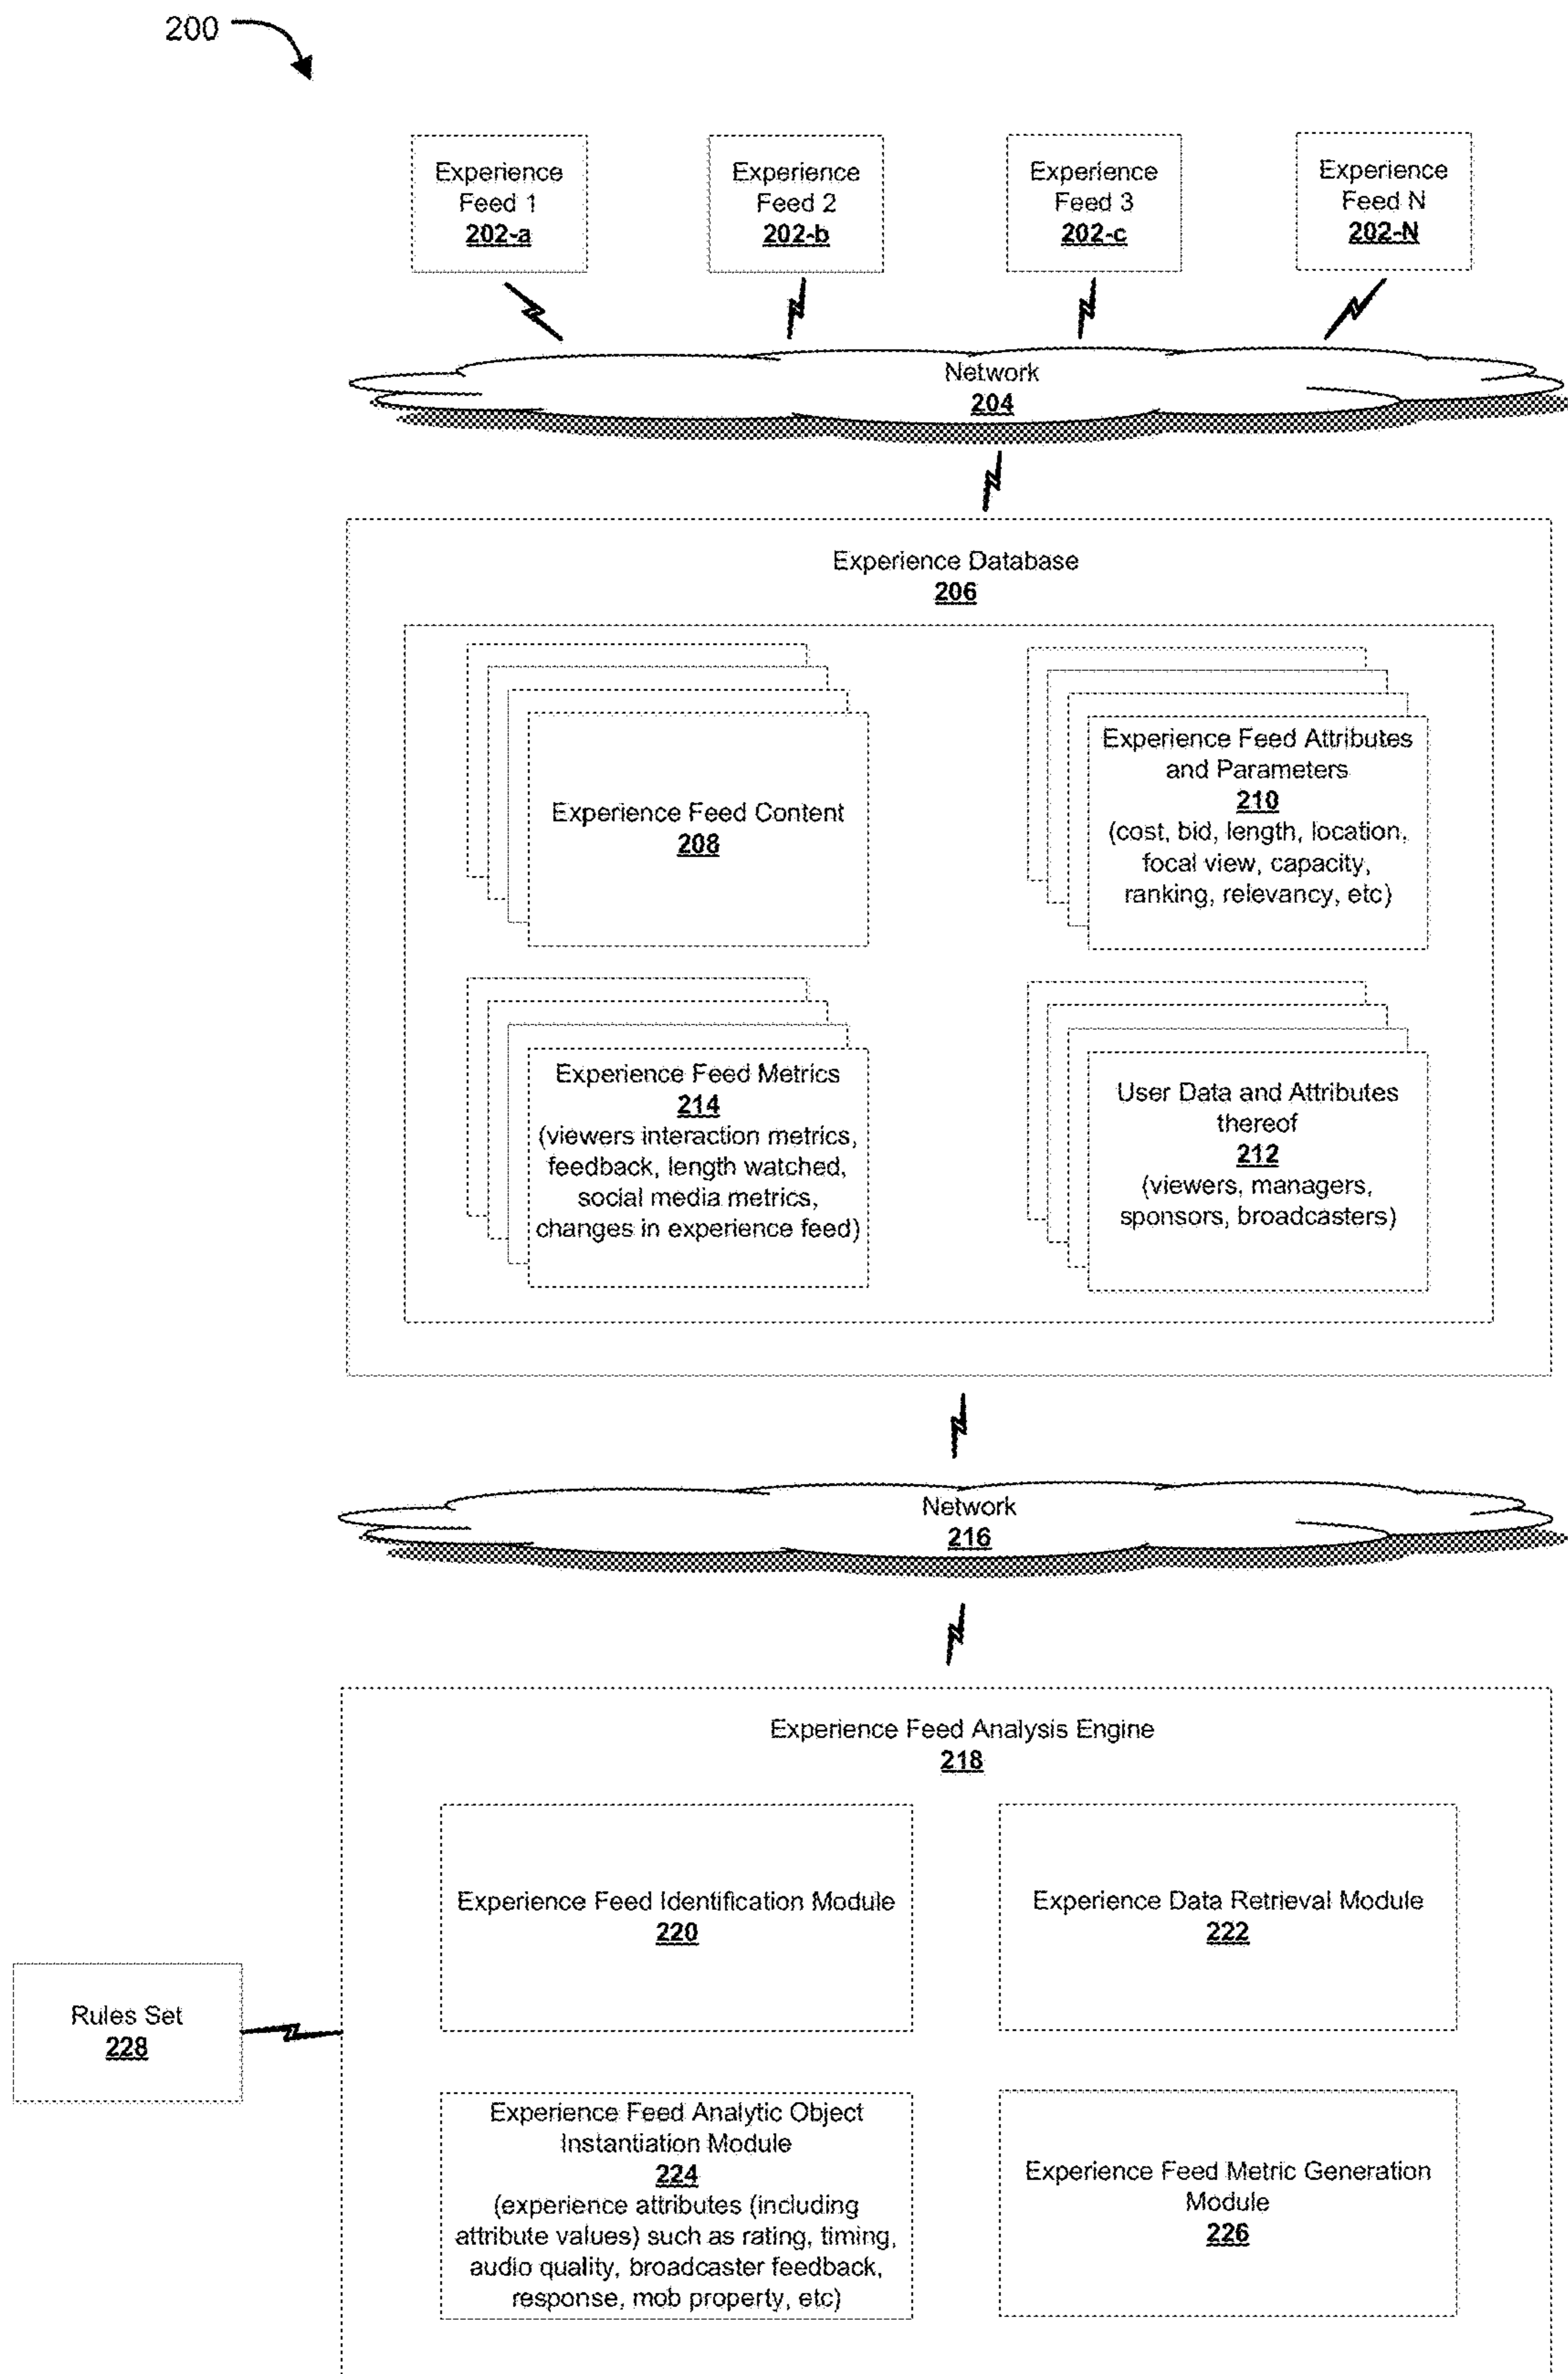 200
Experience
Feed 1
202-a
Experience
Feed 2
202-b
Experience
Feed 3
202-c
Experience
Feed N
202-N
Network
204
Experience Database
206
Experience Feed Content
208
Experience Feed Attributes
and Parameters
210
(cost, bid, length, location,
focal view, capacity,
ranking, relevancy, etc)
Experience Feed Metrics
214
(viewers interaction metrics,
feedback, length watched,
social media metrics,
changes in experience feed)
User Data and Attributes
thereof
212
(viewers, managers,
sponsors, broadcasters)
Network
216
Experience Feed Analysis Engine
218
Experience Feed Identification Module
220
Experience Data Retrieval Module
222
Rules Set
228
Experience Feed Analytic Object
Instantiation Module
224
(experience attributes (including
attribute values) such as rating, timing,
audio quality, broadcaster feedback,
response, mob property, etc)
Experience Feed Metric Generation
Module
226